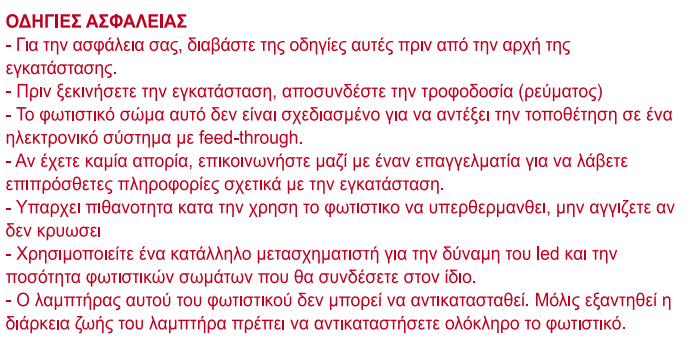 ΟΔΗΓΙΕΣ ΑΣΦΑΛΕΙΑΣ
- Για την ασφάλεια σας, διαβάστε της οδηγίες αυτές πριν από την αρχή της
εγκατάστασης.
- Πριν ξεκινήσετε την εγκατάσταση, αποσυνδέστε την τροφοδοσία (ρεύματος)
- Το φωτιστικό σώμα αυτό δεν είναι σχεδιασμένο για να αντέξει την τοποθέτηση σε ένα
ηλεκτρονικό σύστημα με feed-through.
- Αν έχετε καμία απορία, επικοινωνήστε μαζί με έναν επαγγελματία για να λάβετε
επιπρόσθετες πληροφορίες σχετικά με την εγκατάσταση.
- Υπαρχει πιθανοτητα κατα την χρηση το φωτιστικο να υπερθερμανθει, μην αγγιζετε αν
δεν κρυωσει
- Χρησιμοποιείτε ένα κατάλληλο μετασχηματιστή για την δύναμη του led και την
ποσότητα φωτιστικών σωμάτων που θα συνδέσετε στον ίδιο.
- Ο λαμπτήρας αυτού του φωτιστικού δεν μπορεί να αντικατασταθεί. Μόλις εξαντηθεί η
διάρκεια ζωής του λαμπτήρα πρέπει να αντικαταστήσετε ολόκληρο το φωτιστικό.